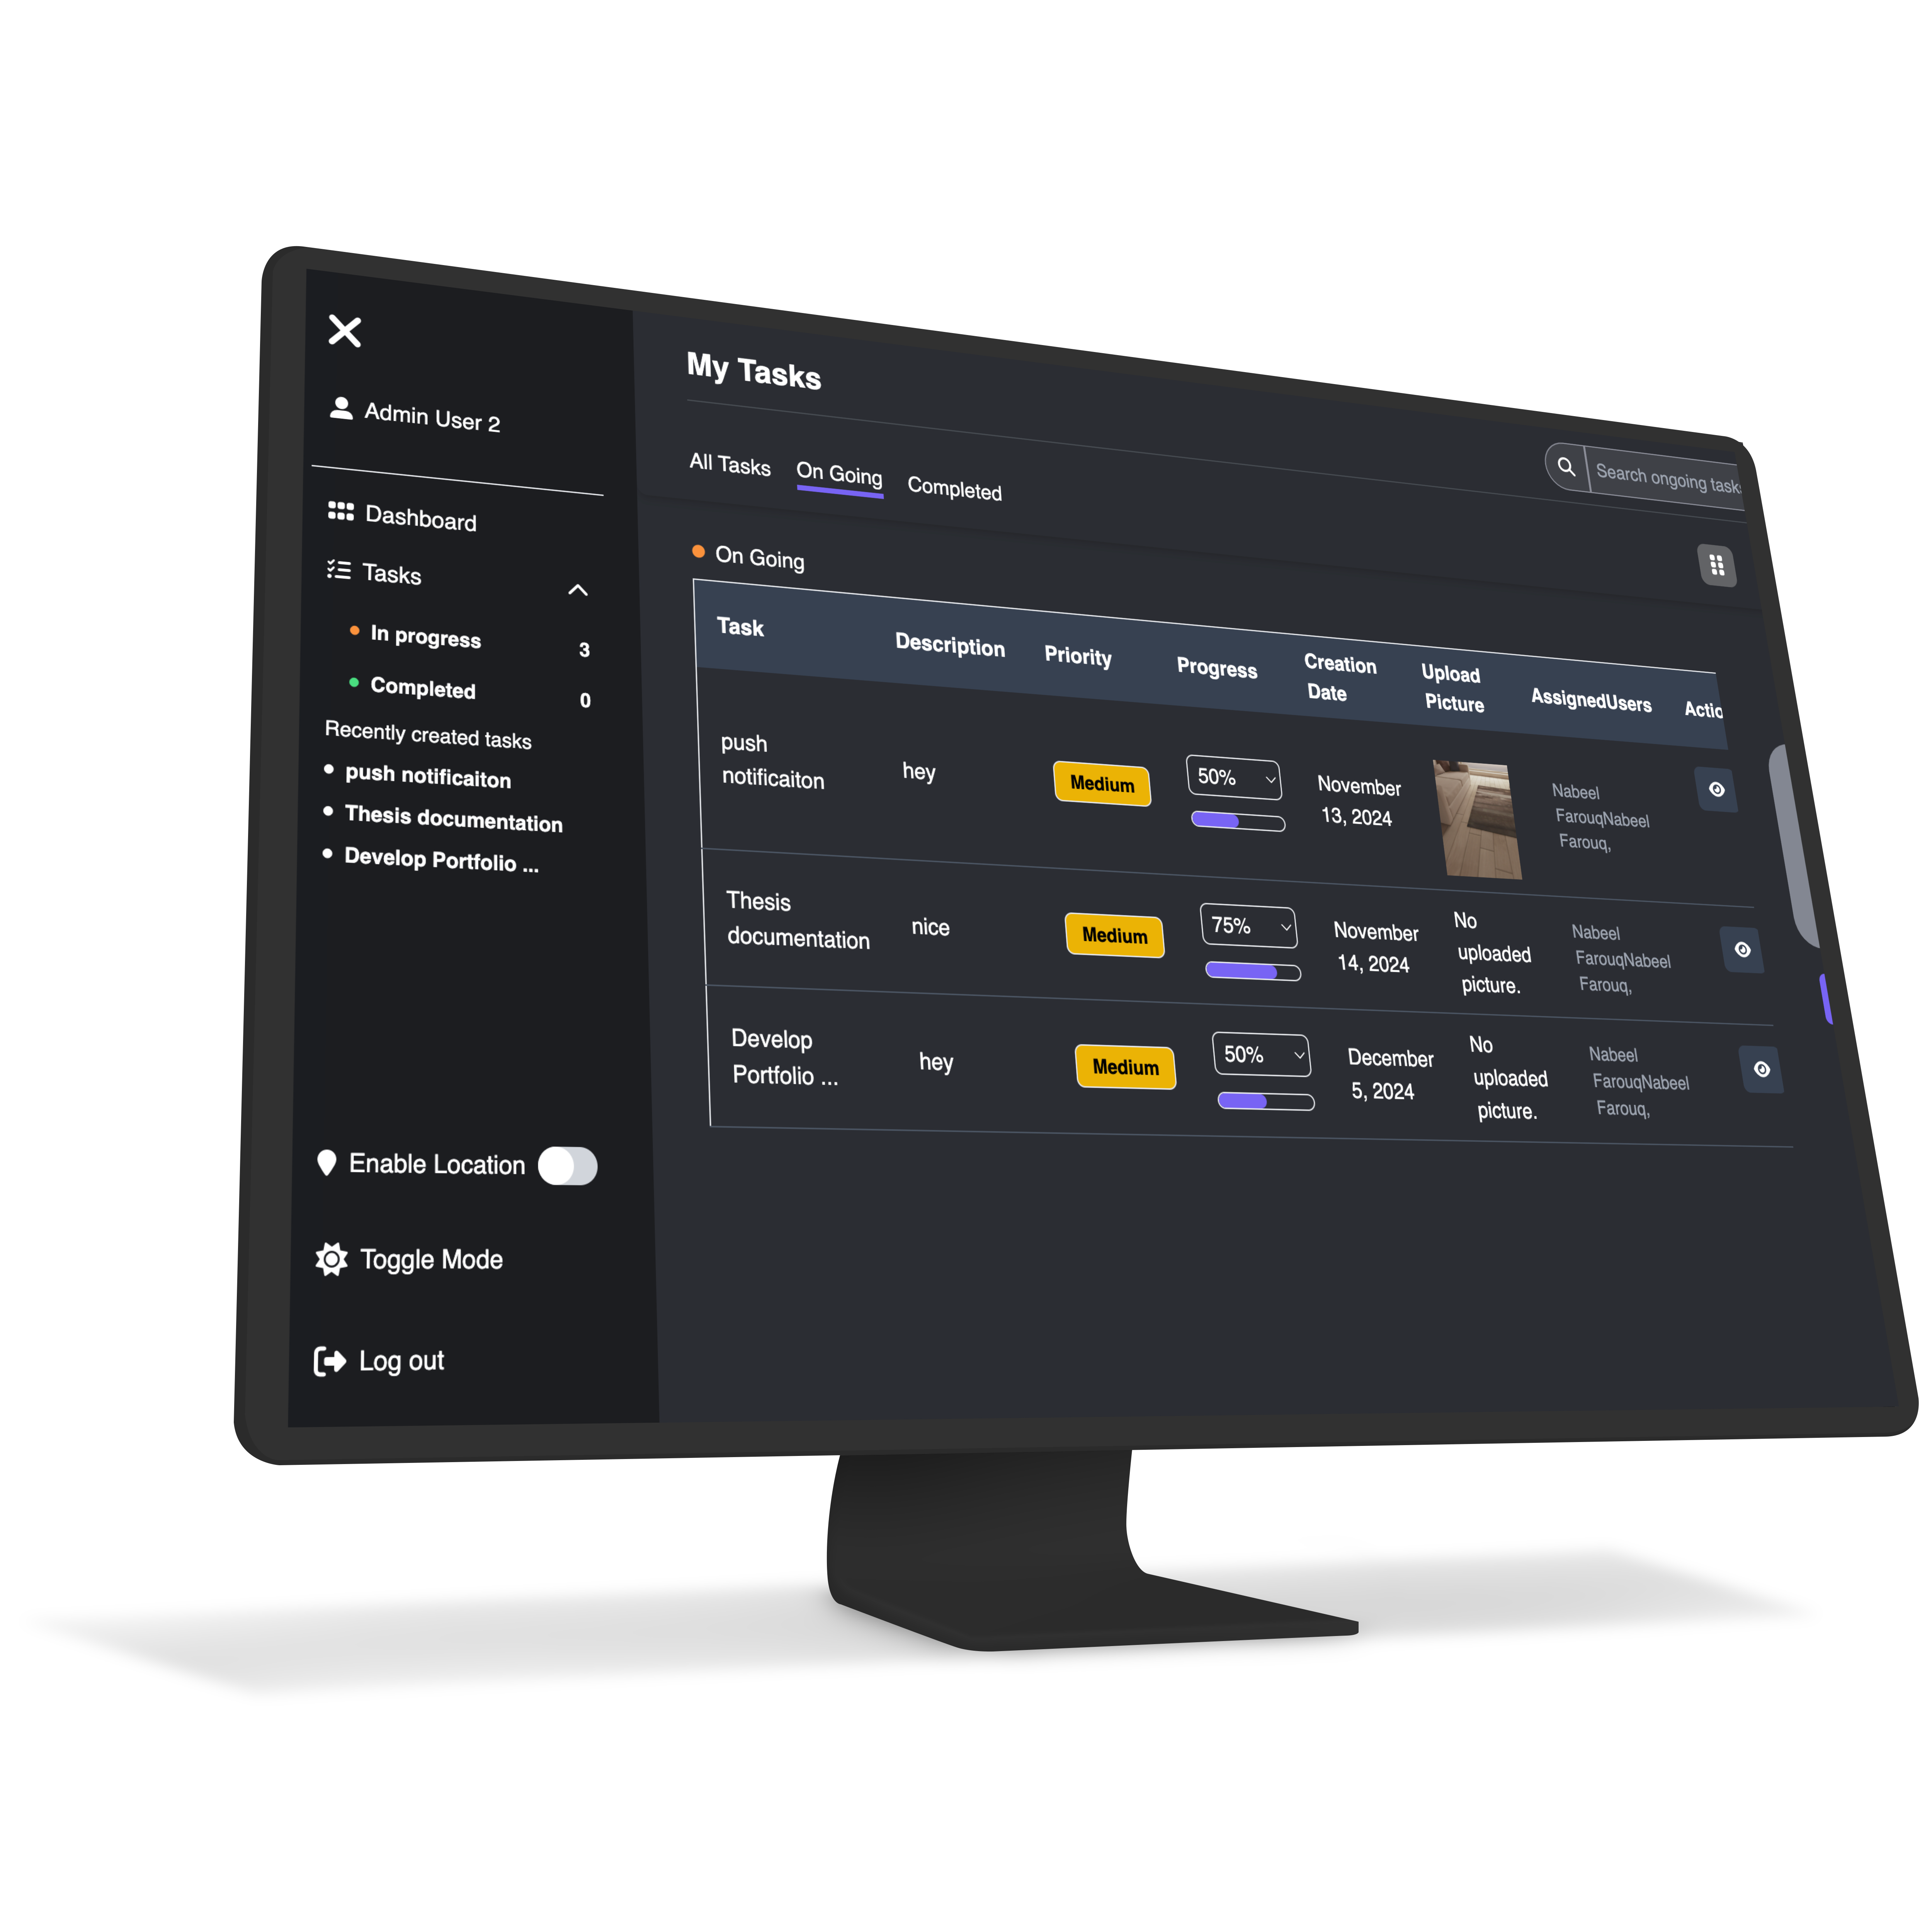 Admin User 2
Dashboard
Tasks
In progress 3
Completed 0
Recently created tasks
push notificaiton
Thesis documentation
Develop Portfolio ...
Enable Location
Toggle Mode
Log out
My Tasks
All Tasks On Going Completed
Search ongoing task
On Going
Task Description Priority Progress Creation Date Upload Picture AssignedUsers Actio
push
notificaiton
hey
Medium
50%
November
13, 2024
Nabeel
FarouqNabeel
Farouq,
Thesis
documentation
nice
Medium
75%
November
14, 2024
No
uploaded
picture.
Nabeel
FarouqNabeel
Farouq,
Develop
Portfolio ...
hey
Medium
50%
December
5, 2024
No
uploaded
picture.
Nabeel
FarouqNabeel
Farouq,